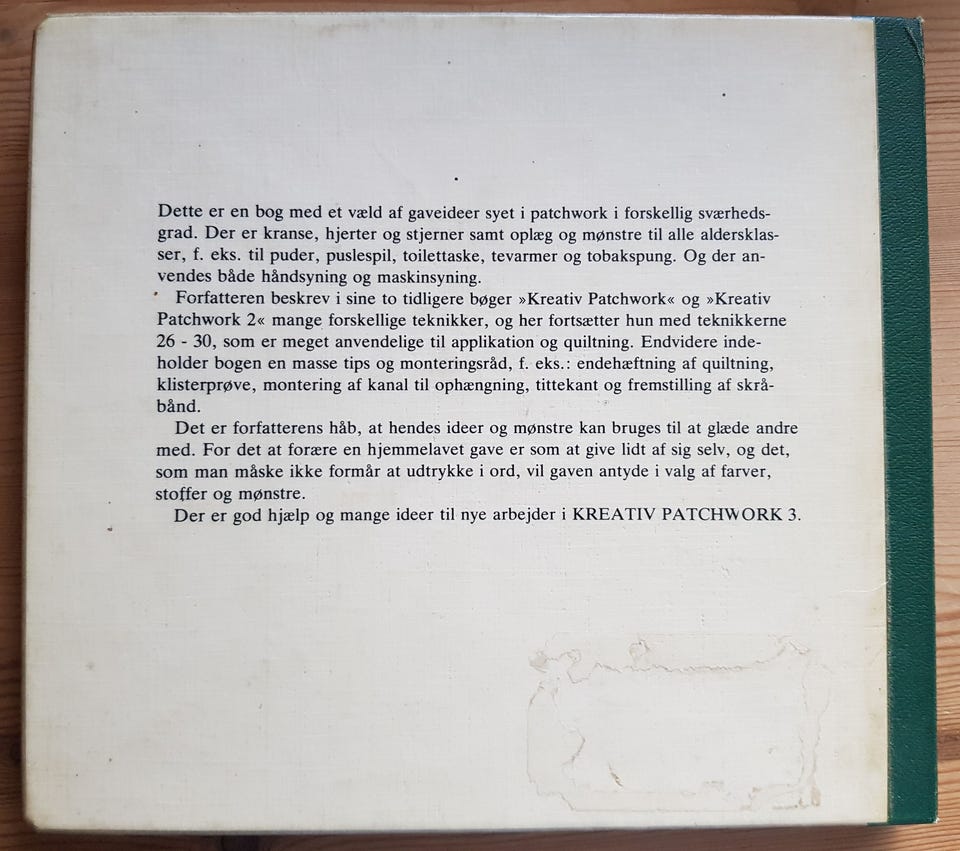 Dette er en bog med et væld af gaveideer syet i patchwork i forskellig sværheds-
grad. Der er kranse, hjerter og stjerner samt oplæg og mønstre til alle aldersklas-
ser, f. eks. til puder, puslespil, toilettaske, tevarmer og tobakspung. Og der an-
vendes både håndsyning og maskinsyning.
Forfatteren beskrev i sine to tidligere bøger »Kreativ Patchwork« og »Kreativ
Patchwork 2« mange forskellige teknikker, og her fortsætter hun med teknikkerne
26 - 30, som er meget anvendelige til applikation og quiltning. Endvidere inde-
holder bogen en masse tips og monteringsråd, f. eks.: endehæftning af quiltning,
klisterprøve, montering af kanal til ophængning, tittekant og fremstilling af skrå-
bånd.
Det er forfatterens håb, at hendes ideer og mønstre kan bruges til at glæde andre
med. For det at forære en hjemmelavet gave er som at give lidt af sig selv, og det,
som man måske ikke formår at udtrykke i ord, vil gaven antyde i valg af farver,
stoffer og mønstre.
Der er god hjælp og mange ideer til nye arbejder i KREATIV PATCHWORK 3.